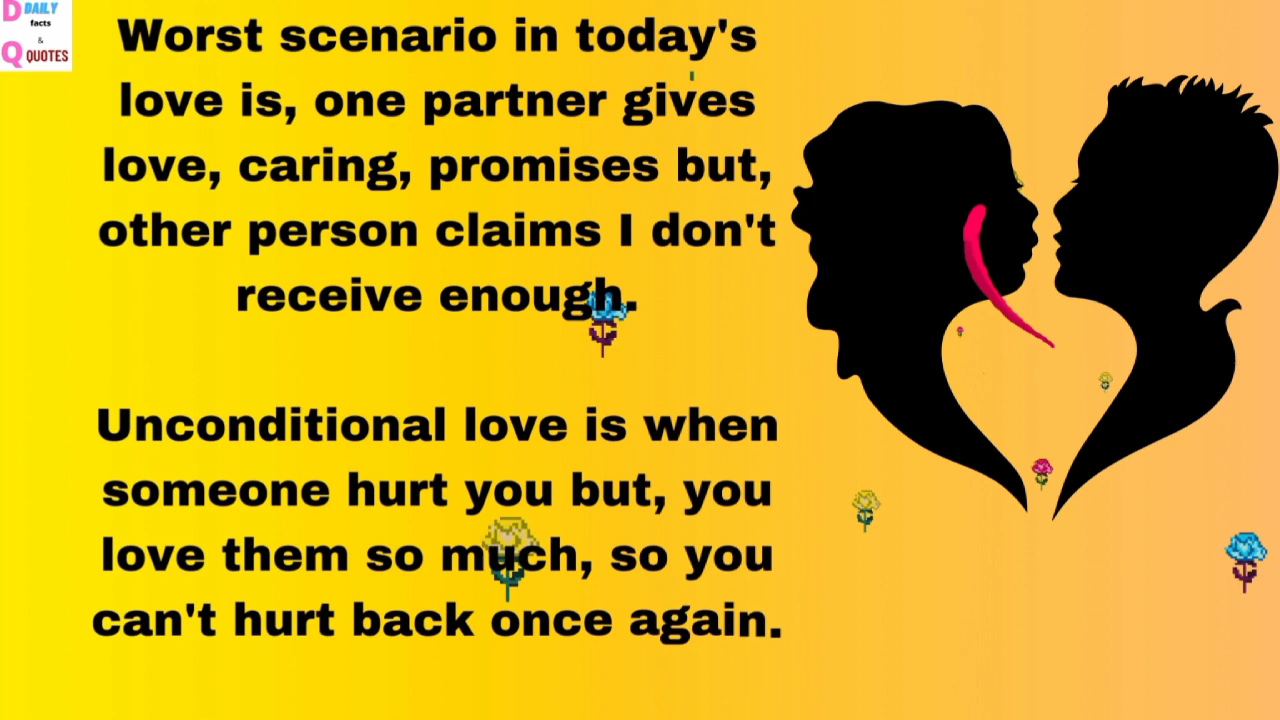 D DAILY
facts
&
Q QUOTES
Worst scenario in today's
love is, one partner gives
love, caring, promises but,
other person claims I don't
receive enough.
Unconditional love is when
someone hurt you but, you
love them so much, so you
can't hurt back once again.